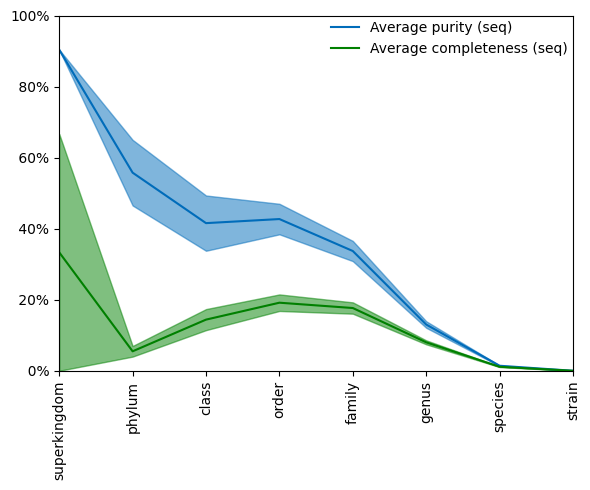 100%
80%
60%
40%
20%
0%
Average purity (seq)
Average completeness (seq)
superkingdom
phylum
class
order
family
genus
species
strain